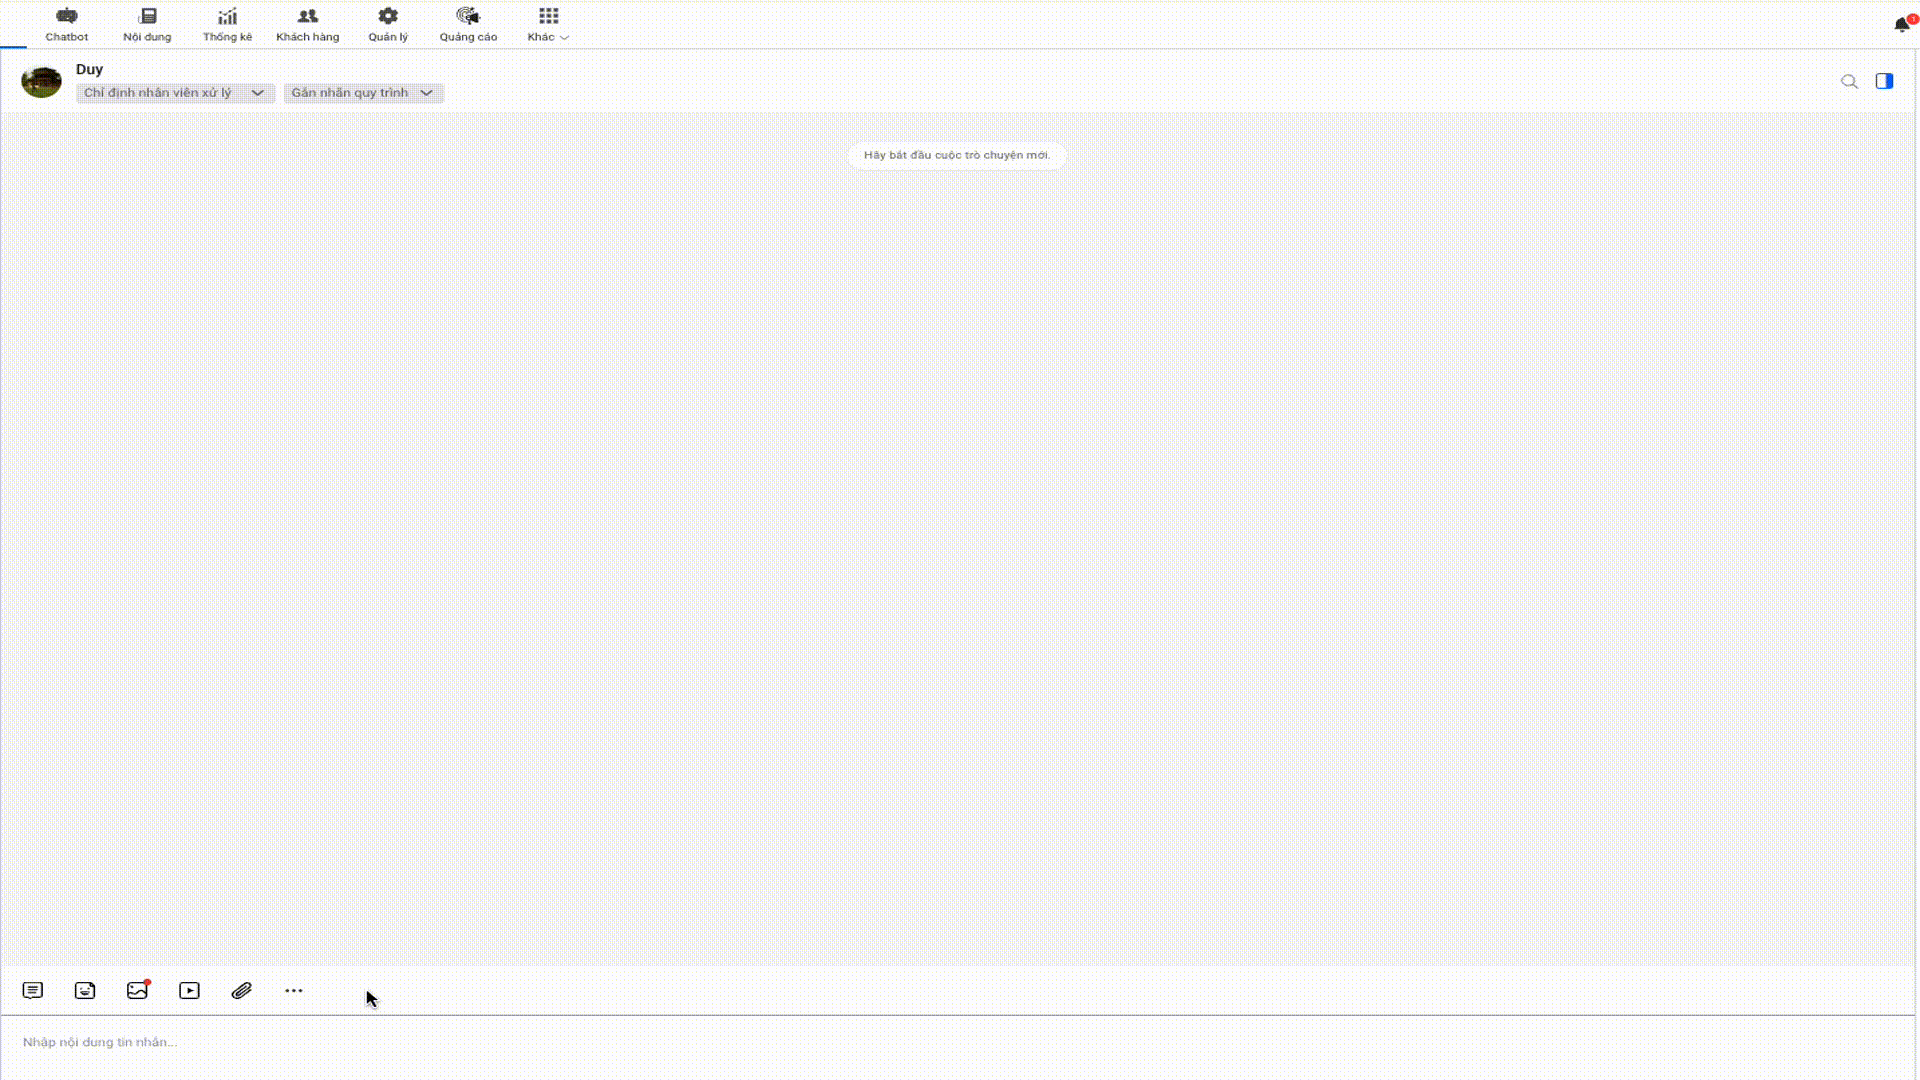 Chatbot
Nội dung
Thống kê
Khách hàng
Quản lý
Quảng cáo
Khác
1
Duy
Chỉ định nhân viên xử lý
Gắn nhãn quy trình
Hãy bắt đầu cuộc trò chuyện mới.
Nhập nội dung tin nhắn...